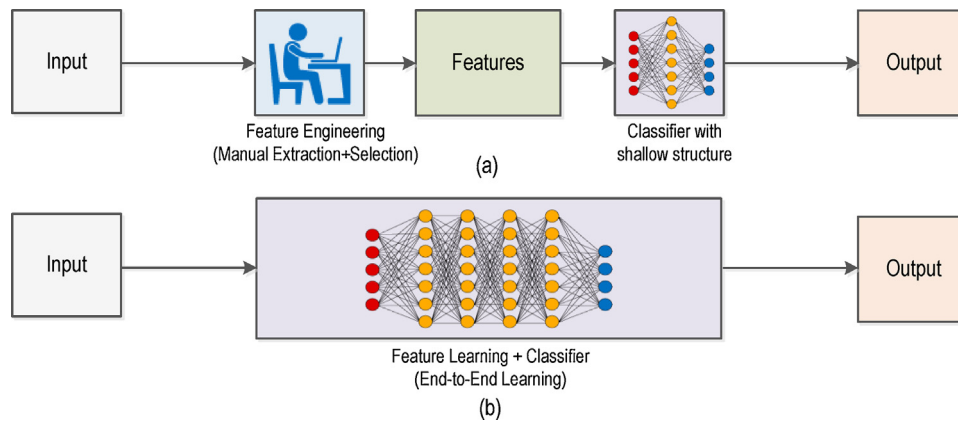 Input
Feature Engineering
(Manual Extraction+Selection)
Features
Classifier with
shallow structure
Output
(a)
Input
Feature Learning + Classifier
(End-to-End Learning)
Output
(b)